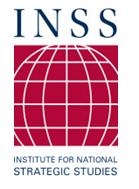 INSS
INSTITUTE FOR NATIONAL
STRATEGIC STUDIES